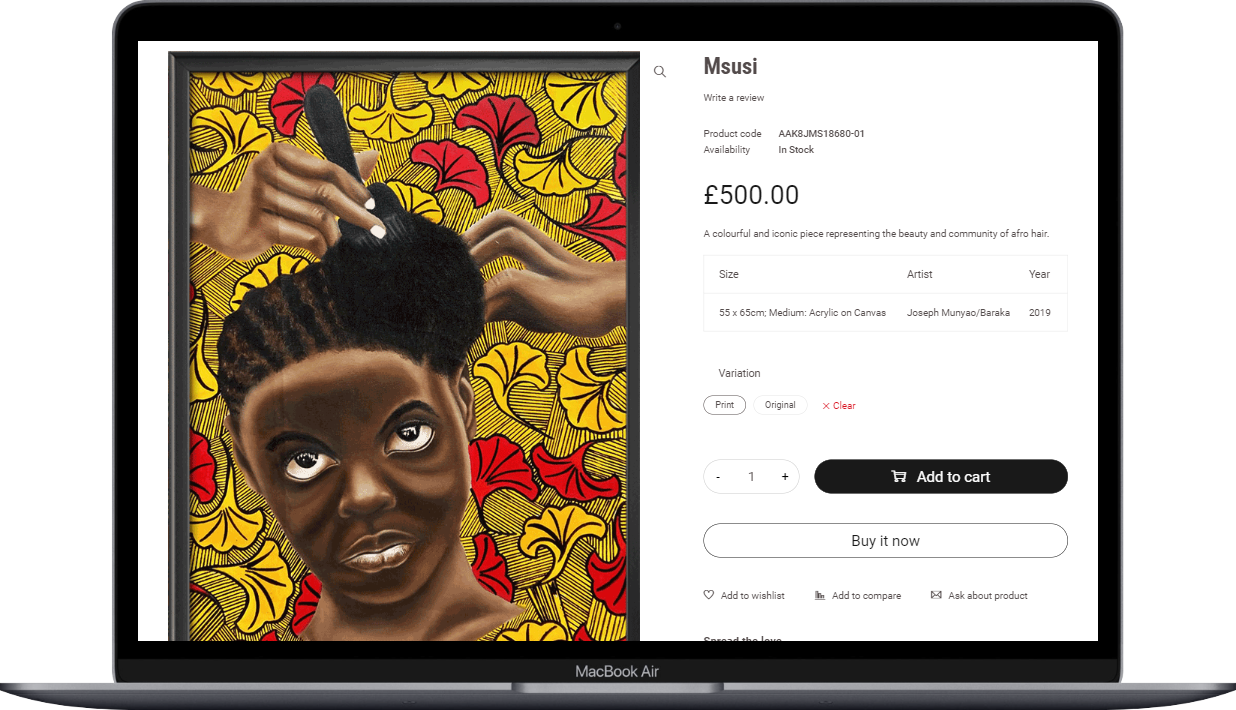 Msusi
Write a review
Product code AAK8JMS18680-01
Availability In Stock
£500.00
A colourful and iconic piece representing the beauty and community of afro hair.
Size Artist Year
55 x 65cm; Medium: Acrylic on Canvas Joseph Munyao/Baraka 2019
Variation
Print Original Clear
- 1 + Add to cart
Buy it now
Add to wishlist Add to compare Ask about product
Spread the love
MacBook Air